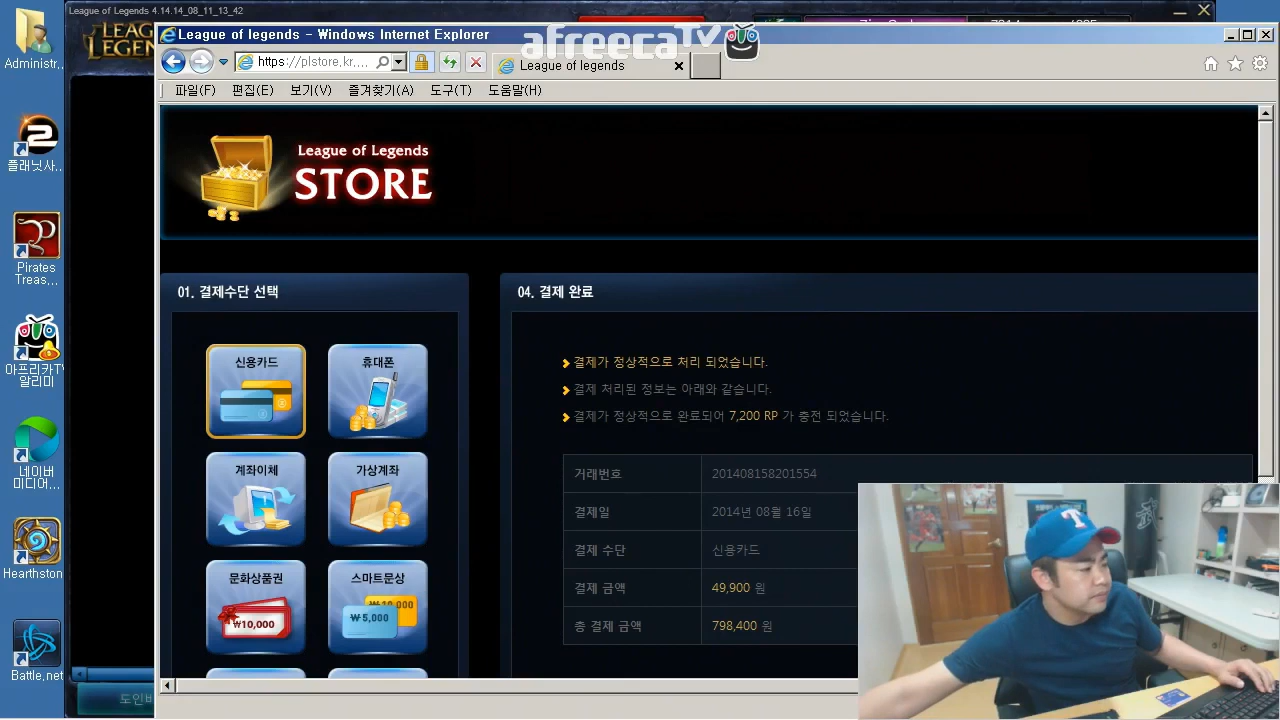 League of Legends 4.14.14_08_11_13_42
Administr...
LEAG
LEGEN
League of legends - Windows Internet Explorer
afreecaTV
https://plstore.kr....
League of legends
파일(F) 편집(E) 보기(V) 즐겨찾기(A) 도구(T) 도움말(H)
플래닛사...
Pirates
Treas...
아프리카TV
알리미
네이버
미디어...
Hearthston
Battle.net
League of Legends
STORE
01. 결제수단 선택
신용카드
휴대폰
계좌이체
가상계좌
문화상품권
₩10,000
스마트문상
₩10,000
₩5,000
04. 결제 완료
결제가 정상적으로 처리 되었습니다.
결제 처리된 정보는 아래와 같습니다.
결제가 정상적으로 완료되어 7,200 RP 가 충전 되었습니다.
거래번호 201408158201554
결제일 2014년 08월 16일
결제 수단 신용카드
결제 금액 49,900 원
총 결제 금액 798,400 원
T